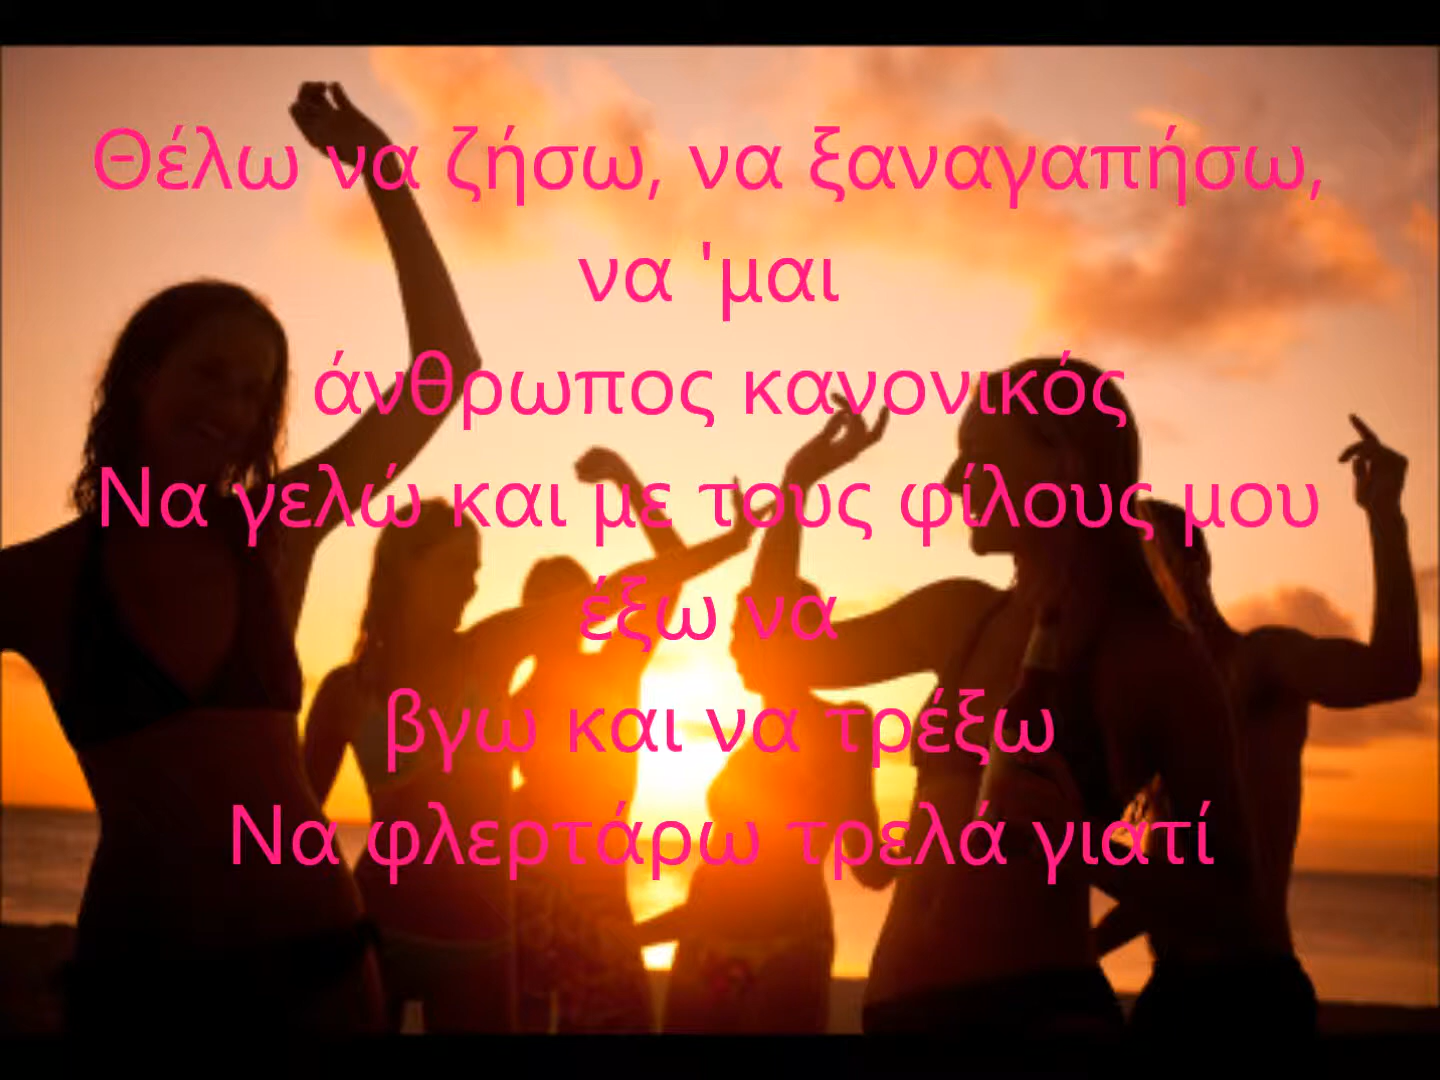 Θέλω να ζήσω, να ξαναγαπήσω,
να 'μαι
άνθρωπος κανονικός
Να γελώ και με τους φίλους μου
έξω να
βγω και να τρέξω
Να φλερτάρω τρελά γιατί